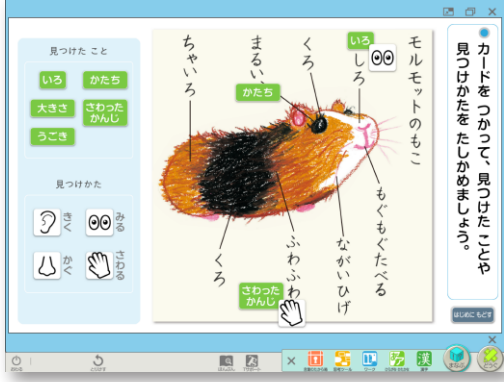 カードを つかって、見つけた ことや
見つけかたを たしかめましょう。
モルモットのもこ
いろ
しろ
くろ
まるい
かたち
ちゃいろ
もぐもぐたべる
ながいひげ
ふわふわ
さわった
かんじ
くろ
見つけた こと
いろ
かたち
大きさ
さわった
かんじ
うごき
見つけかた
きく
みる
かぐ
さわる
はじめに もどす
漢
まなぶ